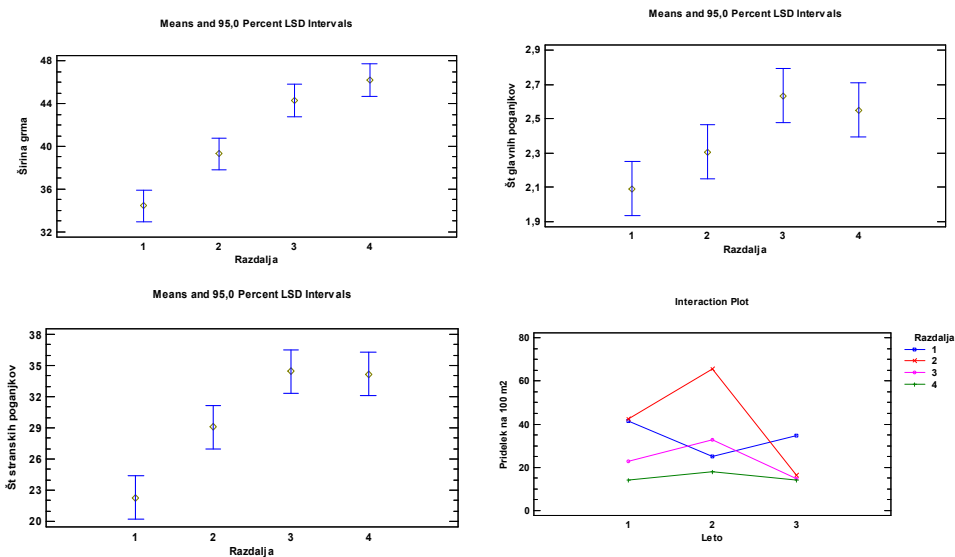 Means and 95,0 Percent LSD Intervals
48
44
40
36
32
Širina grma
1 2 3 4
Razdalja
Means and 95,0 Percent LSD Intervals
2,9
2,7
2,5
2,3
2,1
1,9
Št glavnih poganjkov
1 2 3 4
Razdalja
Means and 95,0 Percent LSD Intervals
38
35
32
29
26
23
20
Št stranskih poganjkov
1 2 3 4
Razdalja
Interaction Plot
80
60
40
20
0
Pridelek na 100 m2
1 2 3
Leto
Razdalja
1
2
3
4